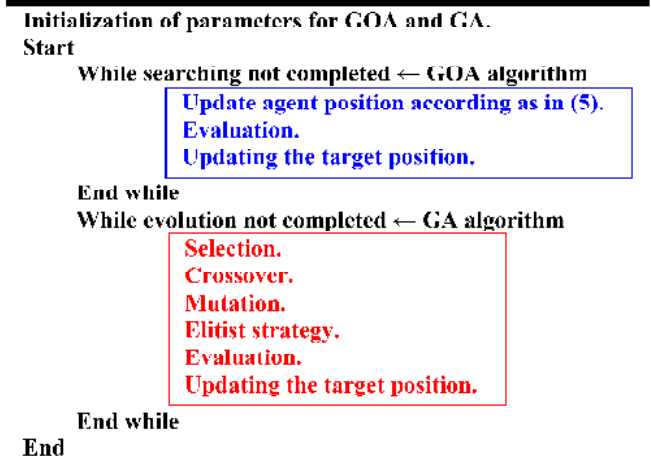 Initialization of parameters for GOA and GA.
Start
While searching not completed ← GOA algorithm
Update agent position according as in (5).
Evaluation.
Updating the target position.
End while
While evolution not completed ← GA algorithm
Selection.
Crossover.
Mutation.
Elitist strategy.
Evaluation.
Updating the target position.
End while
End